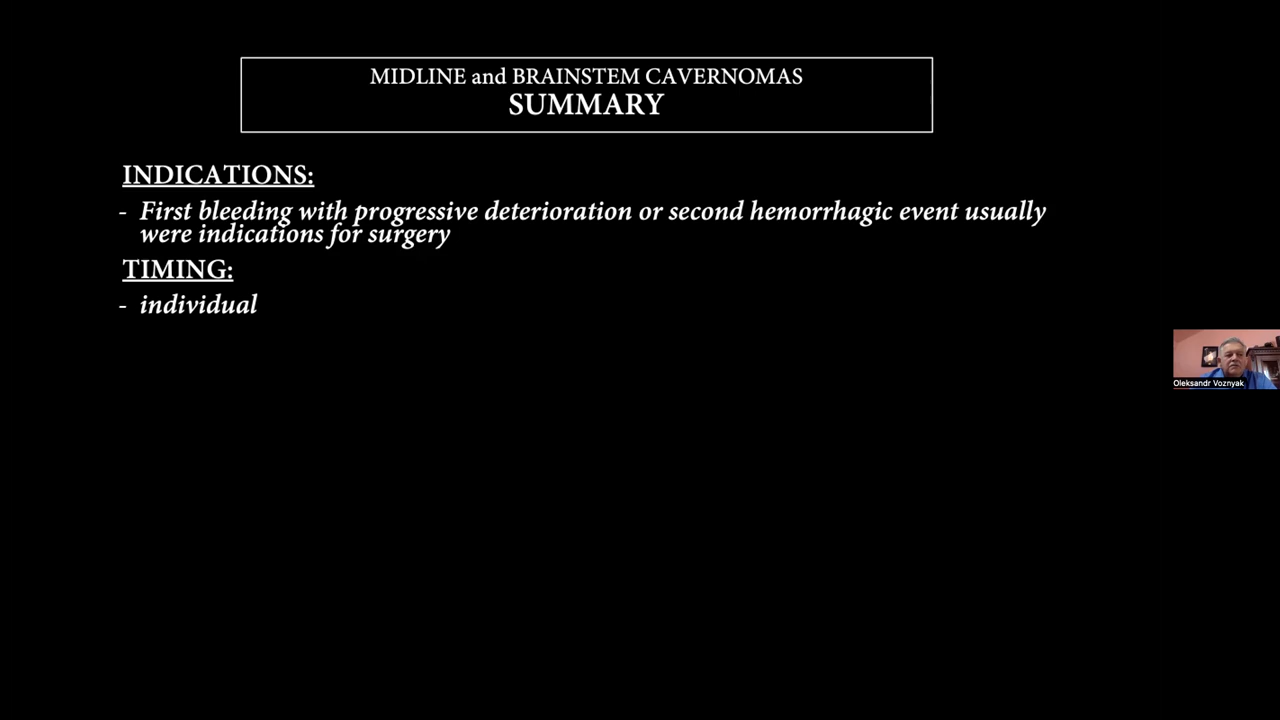 MIDLINE and BRAINSTEM CAVERNOMAS
SUMMARY
INDICATIONS:
- First bleeding with progressive deterioration or second hemorrhagic event usually
were indications for surgery
TIMING:
- individual
Oleksandr Voznyak